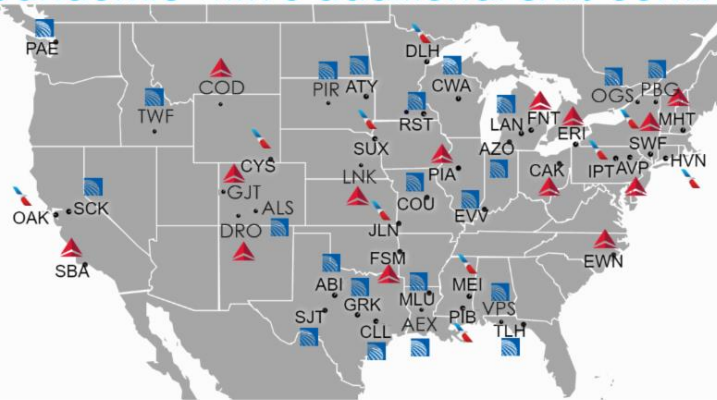 PAE
DLH
COD
PIR ATY
CWA
OGS PBG
TWF
RST
LAN FNT
MHT
ERI
SUX
AZO
SWF
CYS
PIA
CAK
IPT AVP
HVN
LNK
GJT
COU
OAK
SCK
ALS
EVV
DRO
JLN
SBA
FSM
EWN
ABI
MEI
GRK
MLU
VPS
SJT
CLL
AEX
PIB
TLH